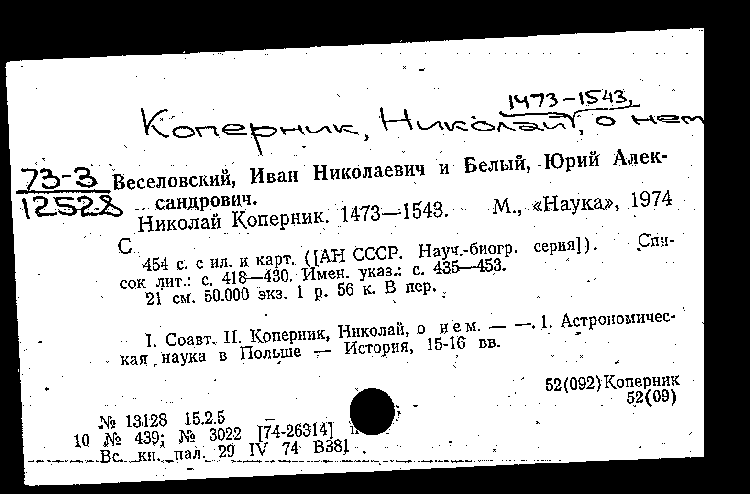 1473-1543,
Коперник, Николай, о нем
73-3
12528
Веселовский, Иван Николаевич и Белый, Юрий Алек-
сандрович.
Николай Коперник. 1473—1543. М., «Наука», 1974
С
454 с. с ил. и карт. ([АН СССР. Науч.-биогр. серия]). Спи-
сок лит.: с. 418—430. Имен. указ.: с. 435—453.
21 см. 50.000 экз. 1 р. 56 к. В пер.
I. Соавт. II. Коперник, Николай, о нем. — —. 1. Астрономичес-
кая наука в Польше — История, 15-16 вв.
52(092)Коперник
52(09)
№ 13128 15.2.5
10 № 439; № 3022 [74-26314] п
Вс. кн. пал. 29 IV 74 В381